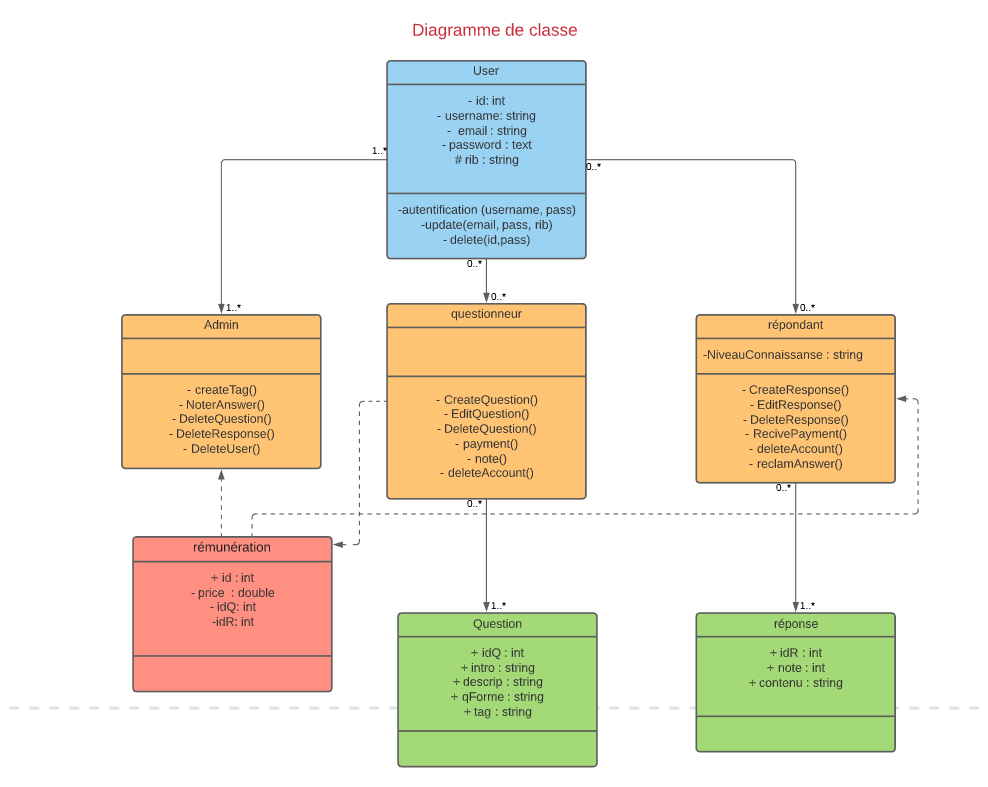 Diagramme de classe
User
- id: int
- username: string
- email : string
- password : text
# rib : string
-autentification (username, pass)
-update(email, pass, rib)
- delete(id,pass)
1..*
0..*
0..*
1..*
0..*
0..*
Admin
- createTag()
- NoterAnswer()
- DeleteQuestion()
- DeleteResponse()
- DeleteUser()
questionneur
- CreateQuestion()
- EditQuestion()
- DeleteQuestion()
- payment()
- note()
- deleteAccount()
répondant
-NiveauConnaissanse : string
- CreateResponse()
- EditResponse()
- DeleteResponse()
- RecivePayment()
- deleteAccount()
- reclamAnswer()
0..*
0..*
rémunération
+ id : int
- price : double
- idQ: int
-idR: int
1..*
1..*
Question
+ idQ : int
+ intro : string
+ descrip : string
+ qForme : string
+ tag : string
réponse
+ idR : int
+ note : int
+ contenu : string